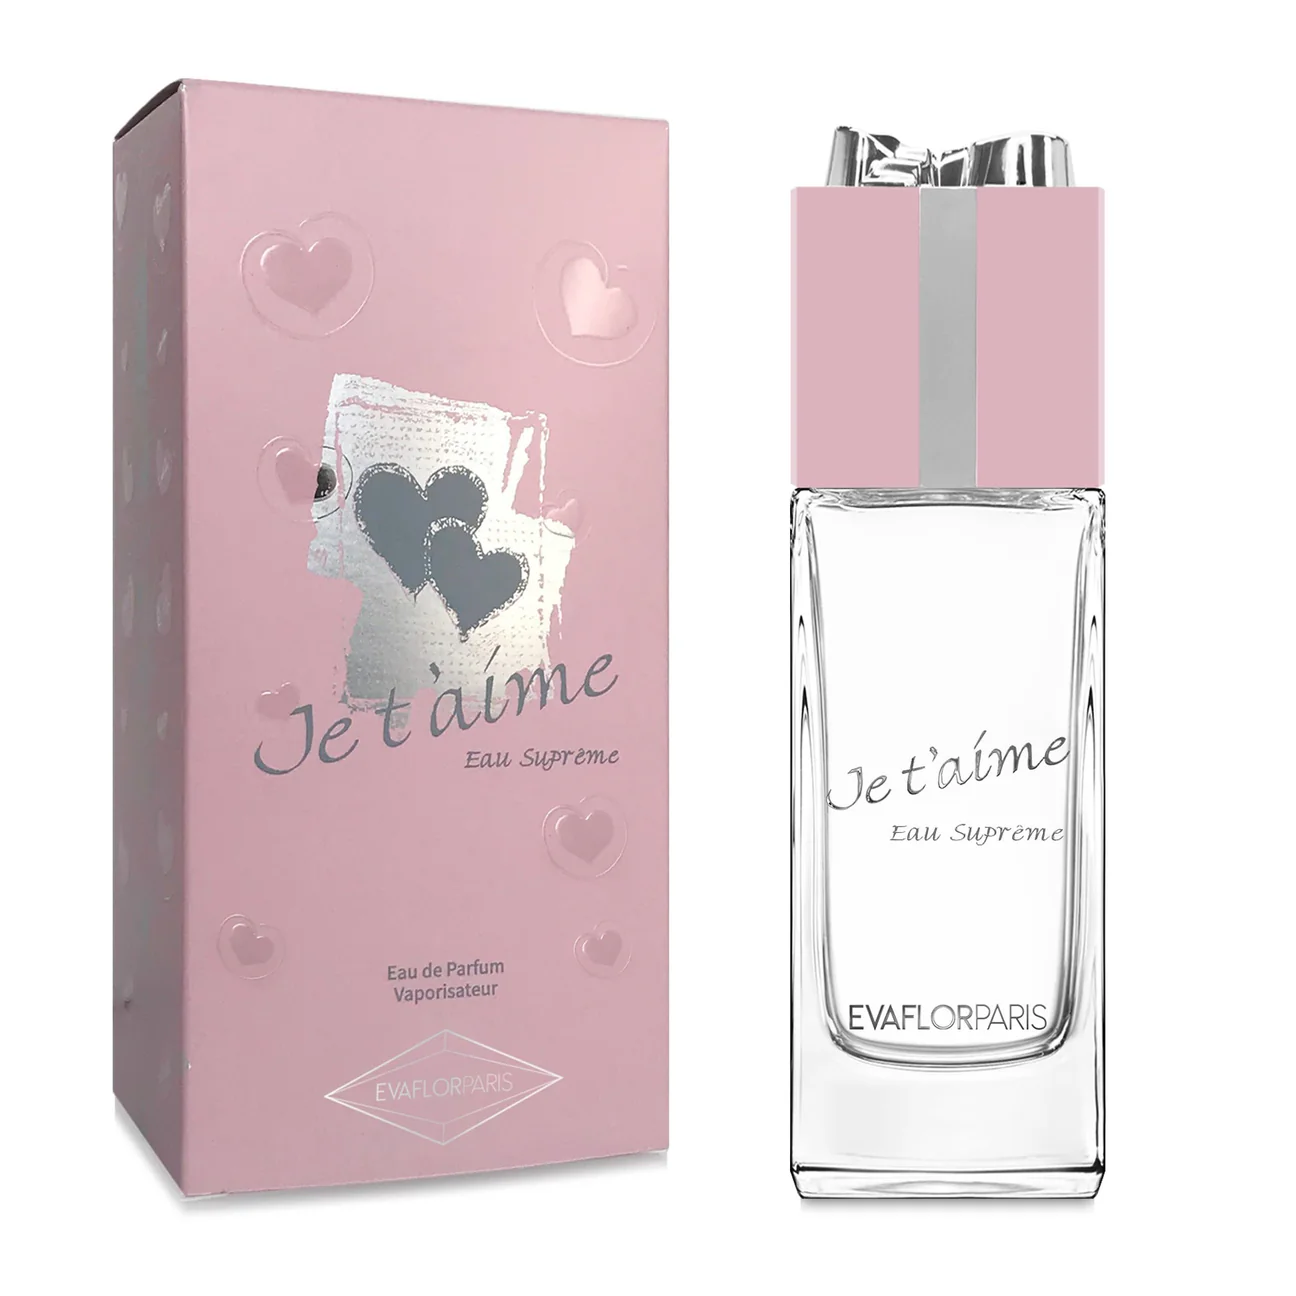 Je t'aime
Eau Suprême
Eau de Parfum
Vaporisateur
EVAFLORPARIS
Je t'aime
Eau Suprême
EVAFLORPARIS